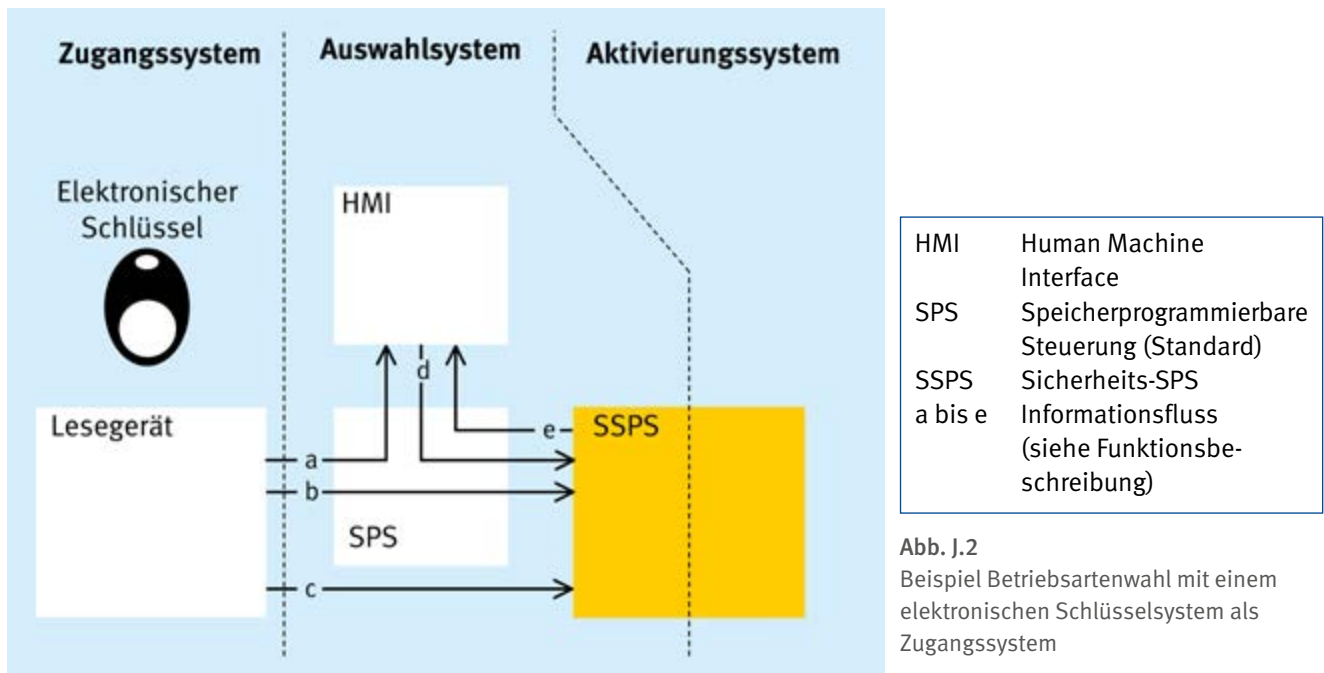 Zugangssystem
Auswahlsystem
Aktivierungssystem
Elektronischer
Schlüssel
HMI
d
Lesegerät
e
SSPS
a
b
SPS
c
HMI Human Machine
Interface
SPS Speicherprogrammierbare
Steuerung (Standard)
SSPS Sicherheits-SPS
a bis e Informationsfluss
(siehe Funktionsbe-
schreibung)
Abb. J.2
Beispiel Betriebsartenwahl mit einem
elektronischen Schlüsselsystem als
Zugangssystem